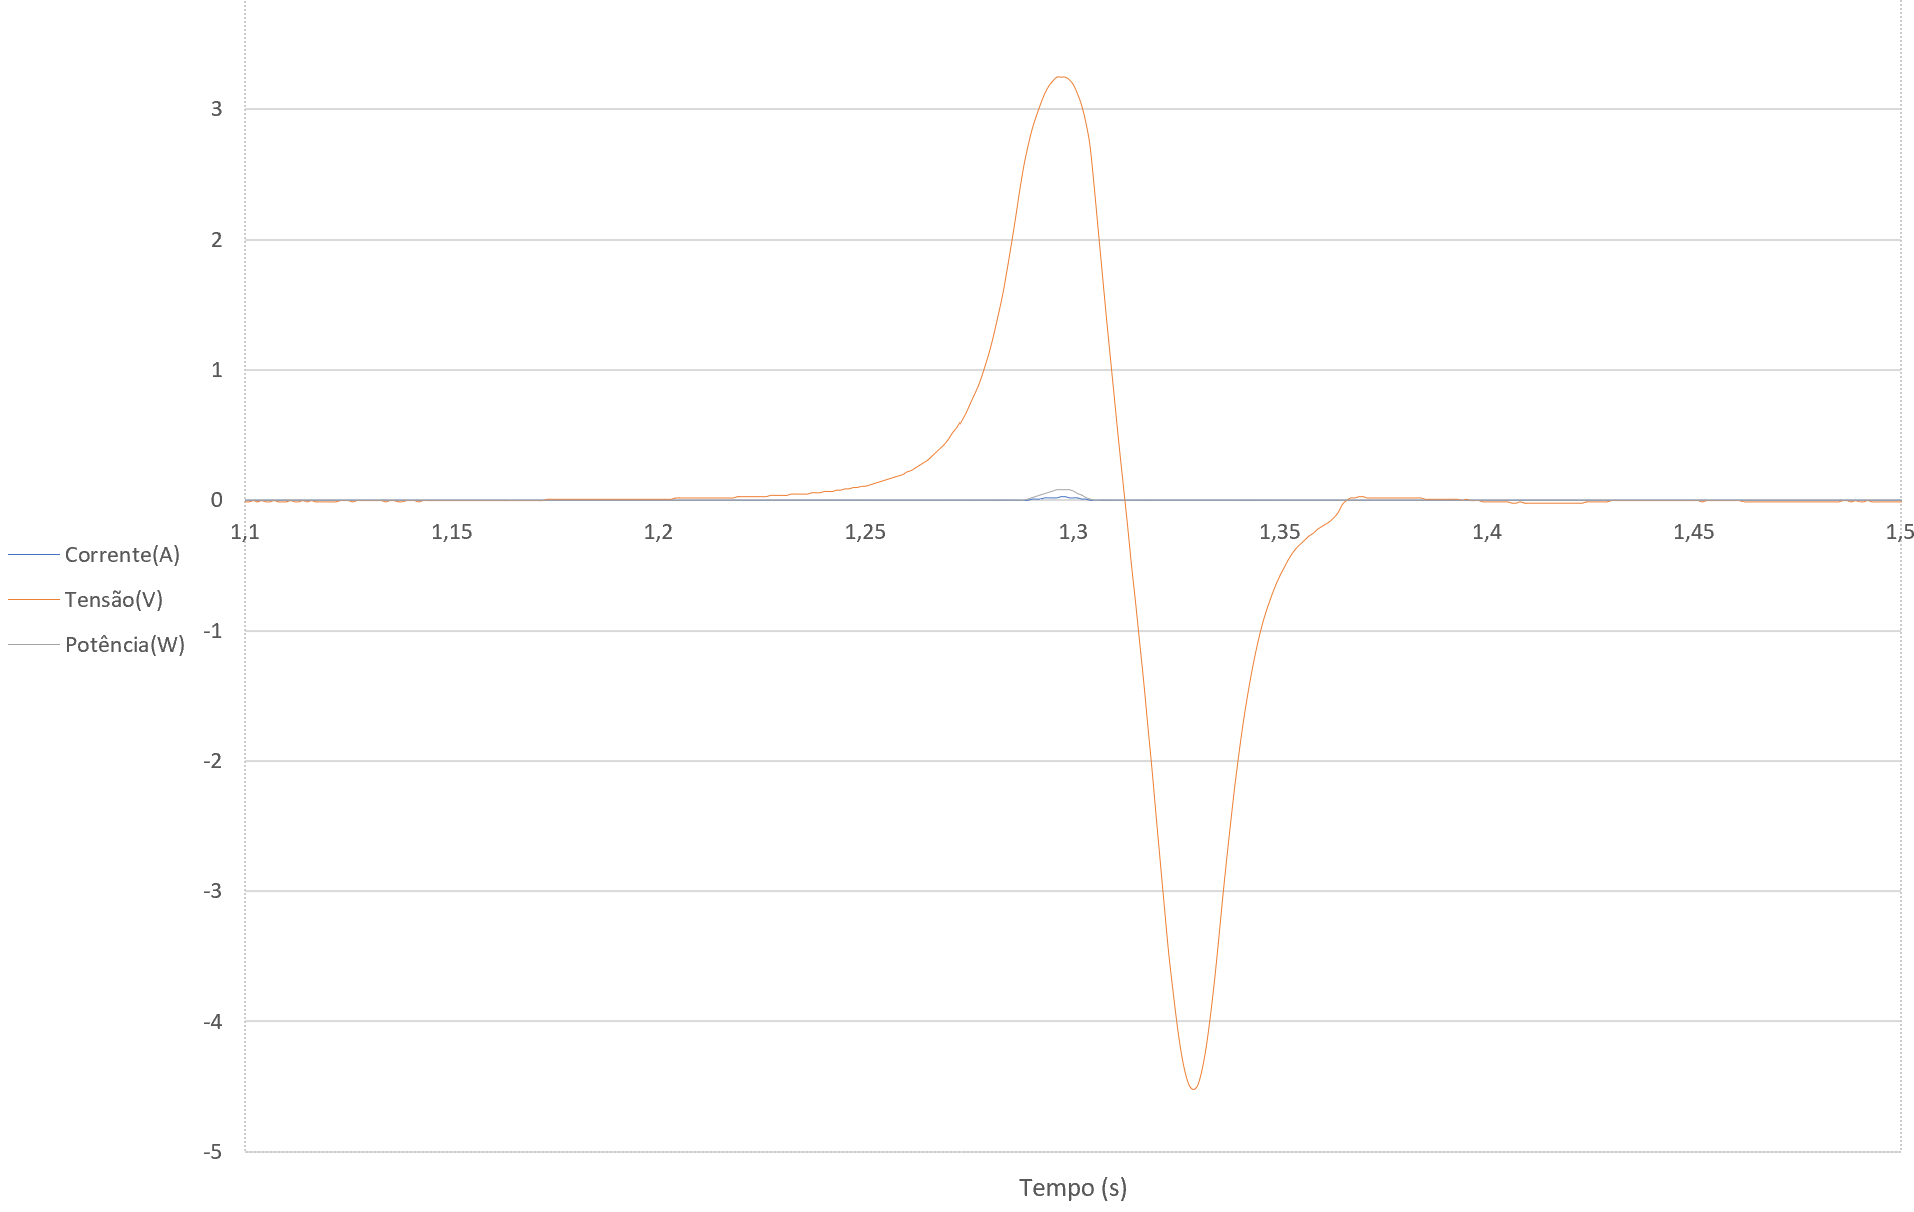 3
2
1
0
1,1 1,15 1,2 1,25 1,3 1,35 1,4 1,45 1,5
Corrente(A)
Tensão(V)
Potência(W)
-1
-2
-3
-4
-5
Tempo (s)